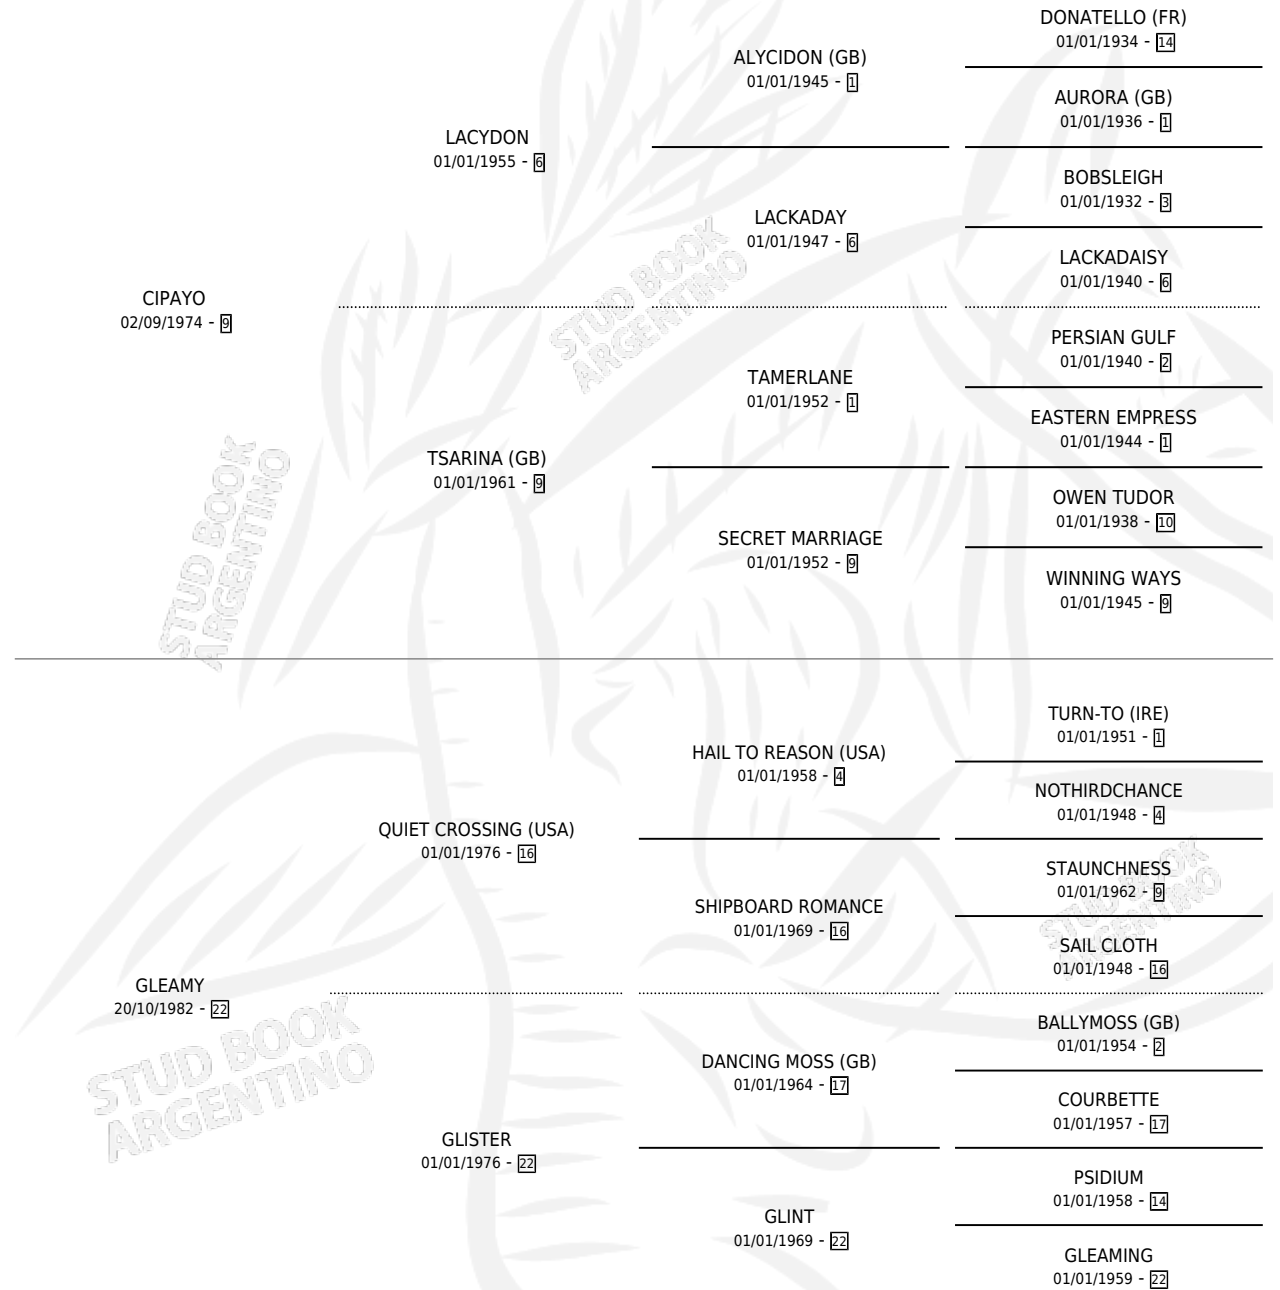 DONATELLO (FR)
01/01/1934 - 14
ALYCIDON (GB)
01/01/1945 - 1
AURORA (GB)
01/01/1936 - 1
LACYDON
01/01/1955 - 6
BOBSLEIGH
01/01/1932 - 3
LACKADAY
01/01/1947 - 6
LACKADAISY
01/01/1940 - 6
CIPAYO
02/09/1974 - 9
PERSIAN GULF
01/01/1940 - 2
TAMERLANE
01/01/1952 - 1
EASTERN EMPRESS
01/01/1944 - 1
TSARINA (GB)
01/01/1961 - 9
OWEN TUDOR
01/01/1938 - 10
SECRET MARRIAGE
01/01/1952 - 9
WINNING WAYS
01/01/1945 - 9
TURN-TO (IRE)
01/01/1951 - 1
HAIL TO REASON (USA)
01/01/1958 - 4
NOTHIRDCHANCE
01/01/1948 - 4
QUIET CROSSING (USA)
01/01/1976 - 16
STAUNCHNESS
01/01/1962 - 9
SHIPBOARD ROMANCE
01/01/1969 - 16
SAIL CLOTH
01/01/1948 - 16
GLEAMY
20/10/1982 - 22
BALLYMOSS (GB)
01/01/1954 - 2
DANCING MOSS (GB)
01/01/1964 - 17
COURBETTE
01/01/1957 - 17
GLISTER
01/01/1976 - 22
PSIDIUM
01/01/1958 - 14
GLINT
01/01/1969 - 22
GLEAMING
01/01/1959 - 22
STUD BOOK
ARGENTINO
STUD BOOK
ARGENTINO
STUD BOOK
ARGENTINO
STUD BOOK
ARGENTINO